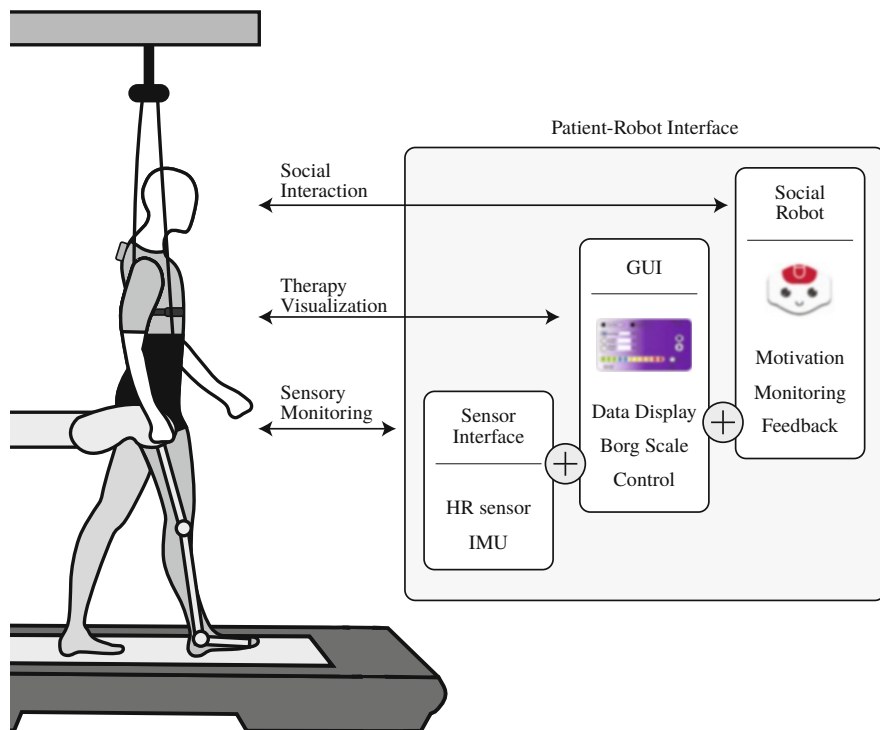 Patient-Robot Interface
Social
Interaction
Therapy
Visualization
Sensory
Monitoring
Sensor
Interface
HR sensor
IMU
GUI
Data Display
Borg Scale
Control
Social
Robot
Motivation
Monitoring
Feedback